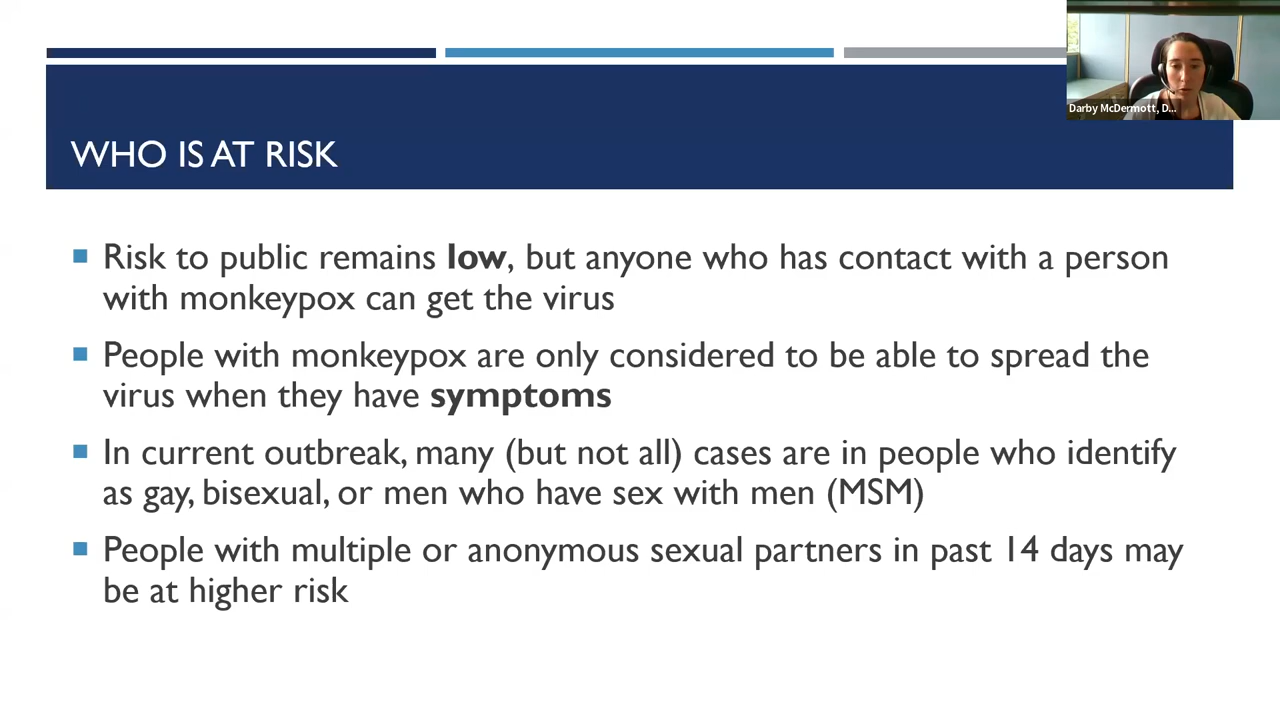 Darby McDermott, D...
WHO IS AT RISK
Risk to public remains low, but anyone who has contact with a person
with monkeypox can get the virus
People with monkeypox are only considered to be able to spread the
virus when they have symptoms
In current outbreak, many (but not all) cases are in people who identify
as gay, bisexual, or men who have sex with men (MSM)
People with multiple or anonymous sexual partners in past 14 days may
be at higher risk